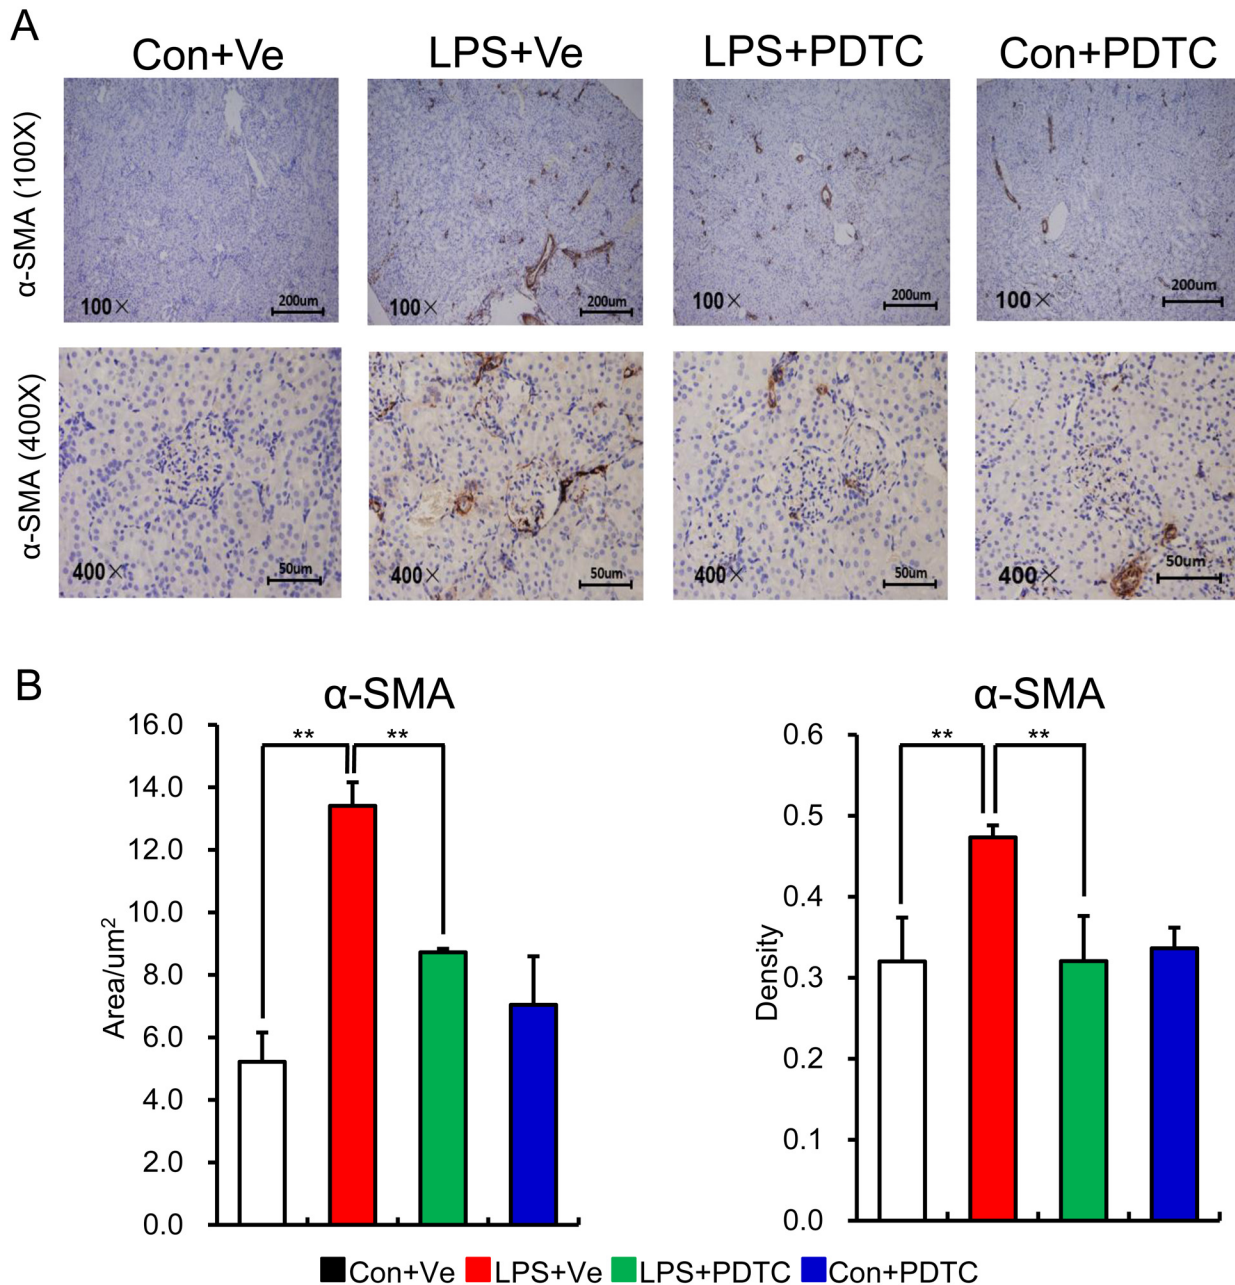 A
Con+Ve LPS+Ve LPS+PDTC Con+PDTC
α-SMA (100X)
100× 200um 100× 200um 100× 200um 100× 200um
α-SMA (400X)
400× 50um 400× 50um 400× 50um 400× 50um
B
α-SMA
Area/um²
16.0
14.0
12.0
10.0
8.0
6.0
4.0
2.0
0.0
** **
α-SMA
Density
0.6
0.5
0.4
0.3
0.2
0.1
0.0
** **
Con+Ve LPS+Ve LPS+PDTC Con+PDTC